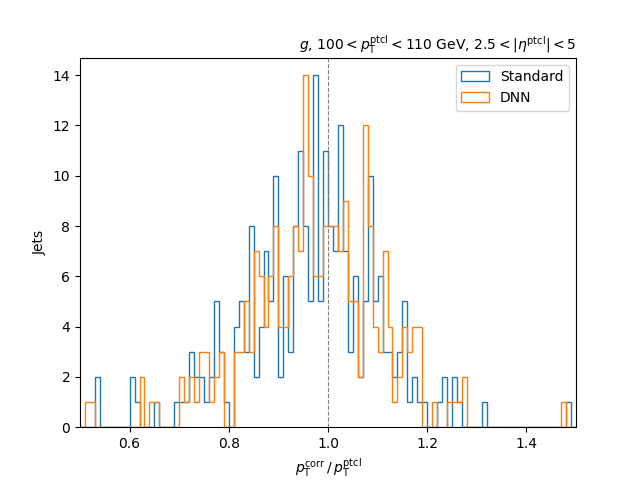 g, 100 < p_T^ptcl < 110 GeV, 2.5 < |η^ptcl| < 5
Standard
DNN
14
12
10
8
6
4
2
0
Jets
0.6 0.8 1.0 1.2 1.4
p_T^corr / p_T^ptcl